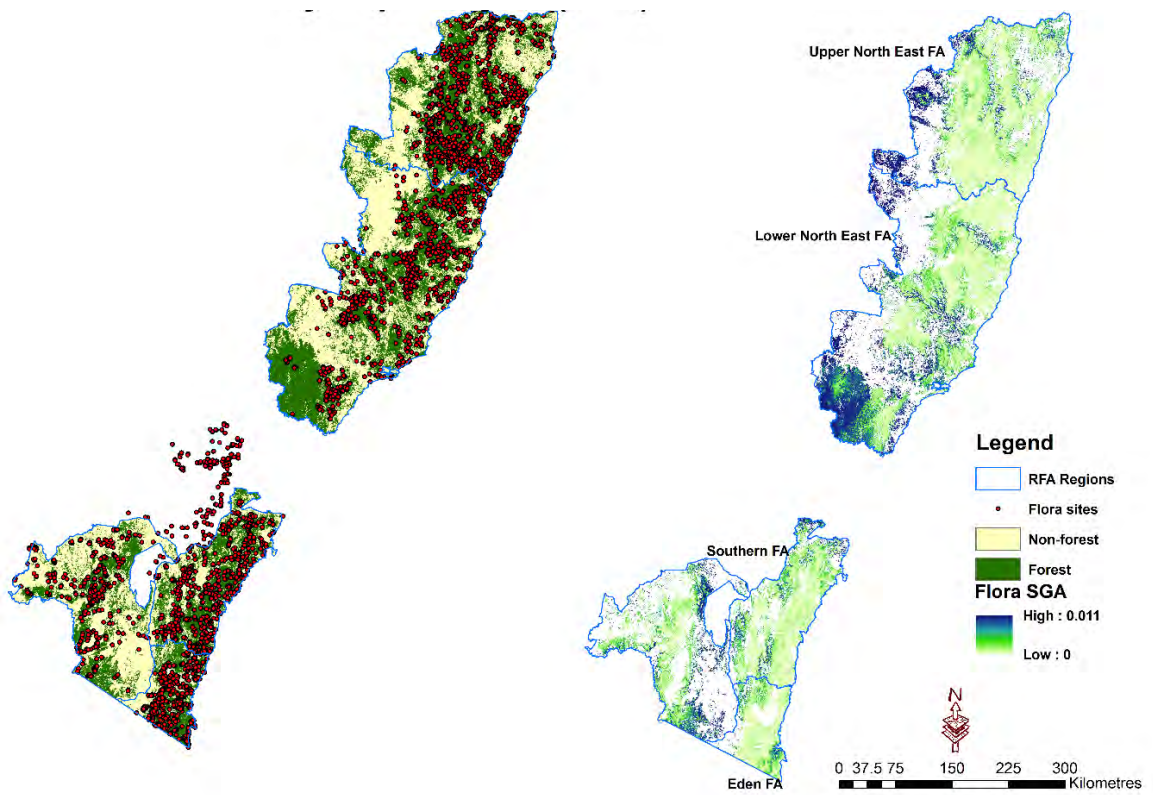 Upper North East FA
Lower North East FA
Legend
RFA Regions
Flora sites
Non-forest
Forest
Flora SGA
High : 0.011
Low : 0
Southern FA
Eden FA
N
0 37.5 75 150 225 300
Kilometres